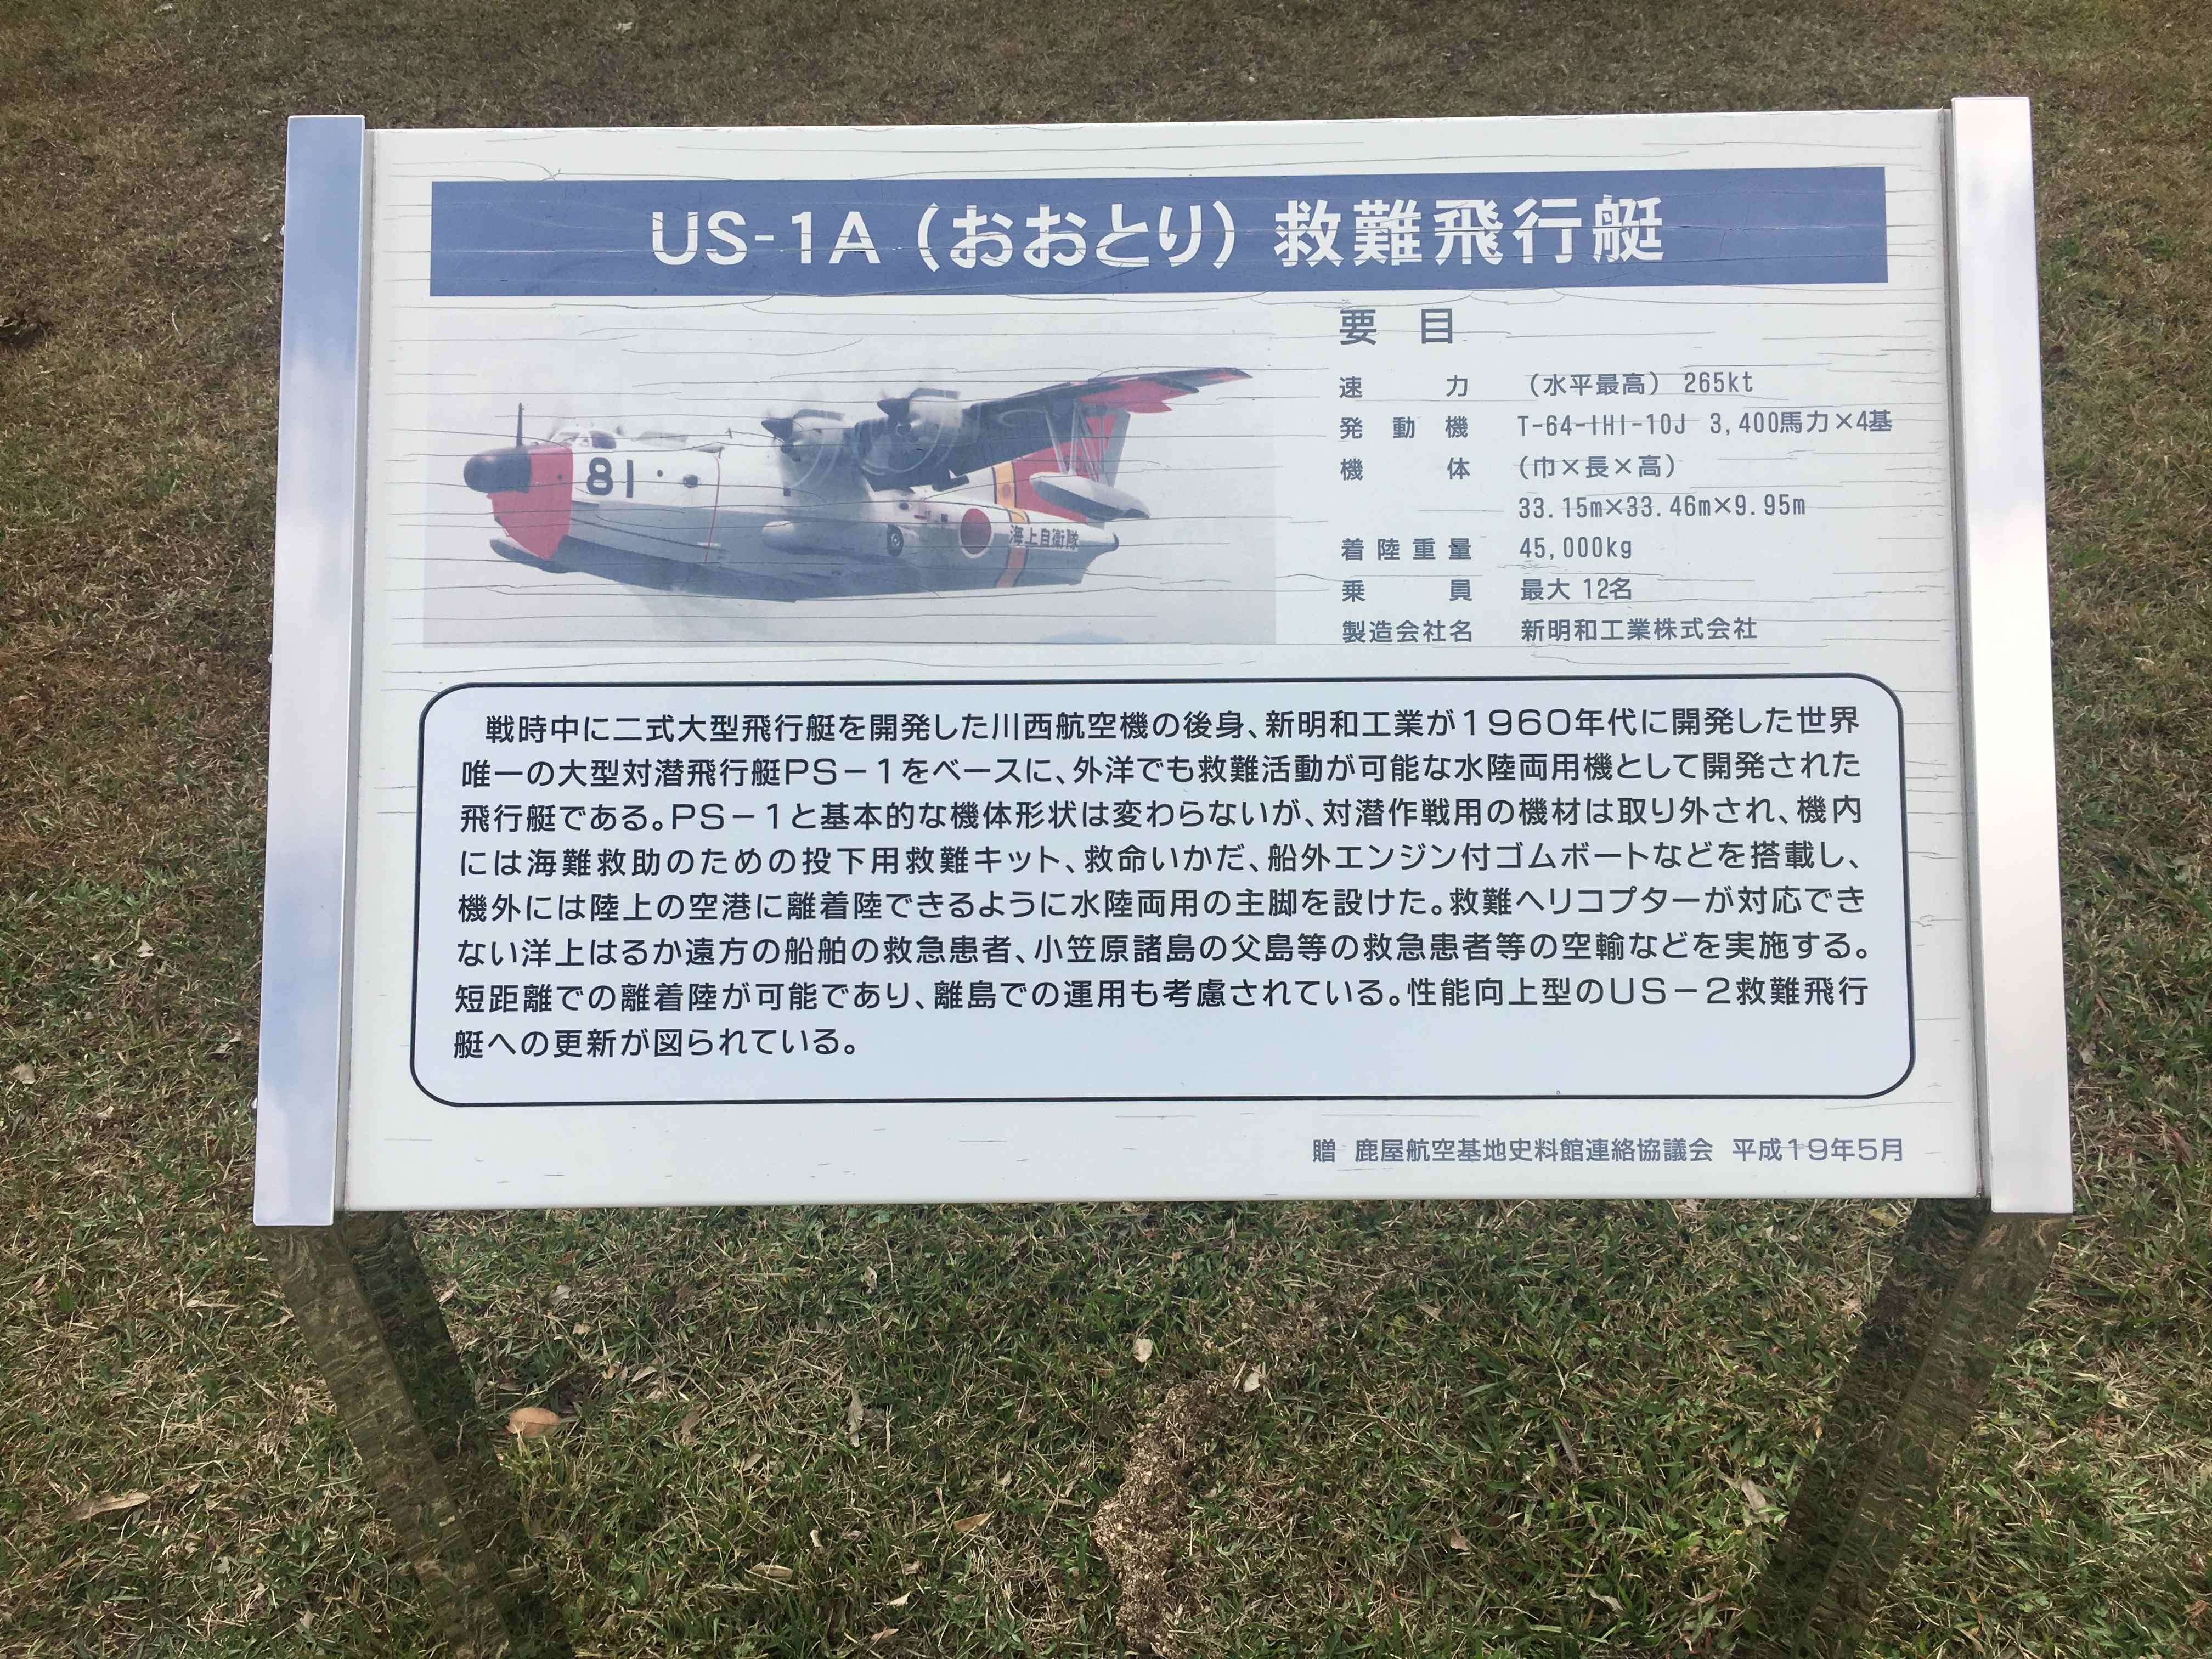 US-1A（おおとり）救難飛行艇
81
海上自衛隊
要目
速力 （水平最高） 265kt
発動機 T-64-IHI-10J 3,400馬力×4基
機体 （巾×長×高）
33.15m×33.46m×9.95m
着陸重量 45,000kg
乗員 最大 12名
製造会社名 新明和工業株式会社
戦時中に二式大型飛行艇を開発した川西航空機の後身、新明和工業が1960年代に開発した世界
唯一の大型対潜飛行艇PS－1をベースに、外洋でも救難活動が可能な水陸両用機として開発された
飛行艇である。PS－1と基本的な機体形状は変わらないが、対潜作戦用の機材は取り外され、機内
には海難救助のための投下用救難キット、救命いかだ、船外エンジン付ゴムボートなどを搭載し、
機外には陸上の空港に離着陸できるように水陸両用の主脚を設けた。救難ヘリコプターが対応でき
ない洋上はるか遠方の船舶の救急患者、小笠原諸島の父島等の救急患者等の空輸などを実施する。
短距離での離着陸が可能であり、離島での運用も考慮されている。性能向上型のUS－2救難飛行
艇への更新が図られている。
贈 鹿屋航空基地史料館連絡協議会 平成19年5月